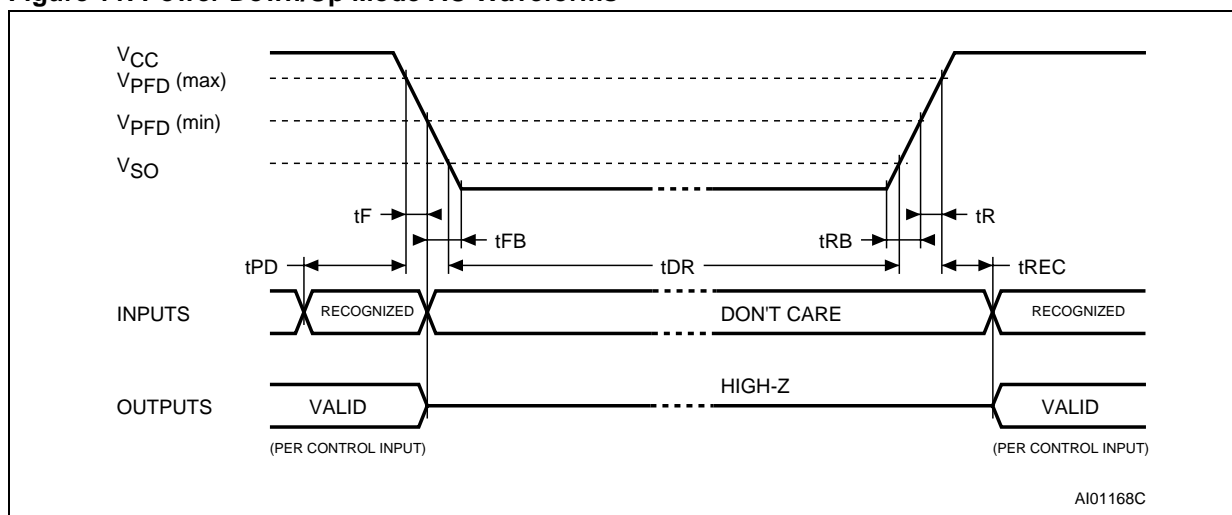 VCC
VPFD (max)
VPFD (min)
VSO
tF
tR
tFB
tRB
tPD
tDR
tREC
INPUTS
RECOGNIZED
DON'T CARE
RECOGNIZED
HIGH-Z
OUTPUTS
VALID
VALID
(PER CONTROL INPUT)
(PER CONTROL INPUT)
AI01168C